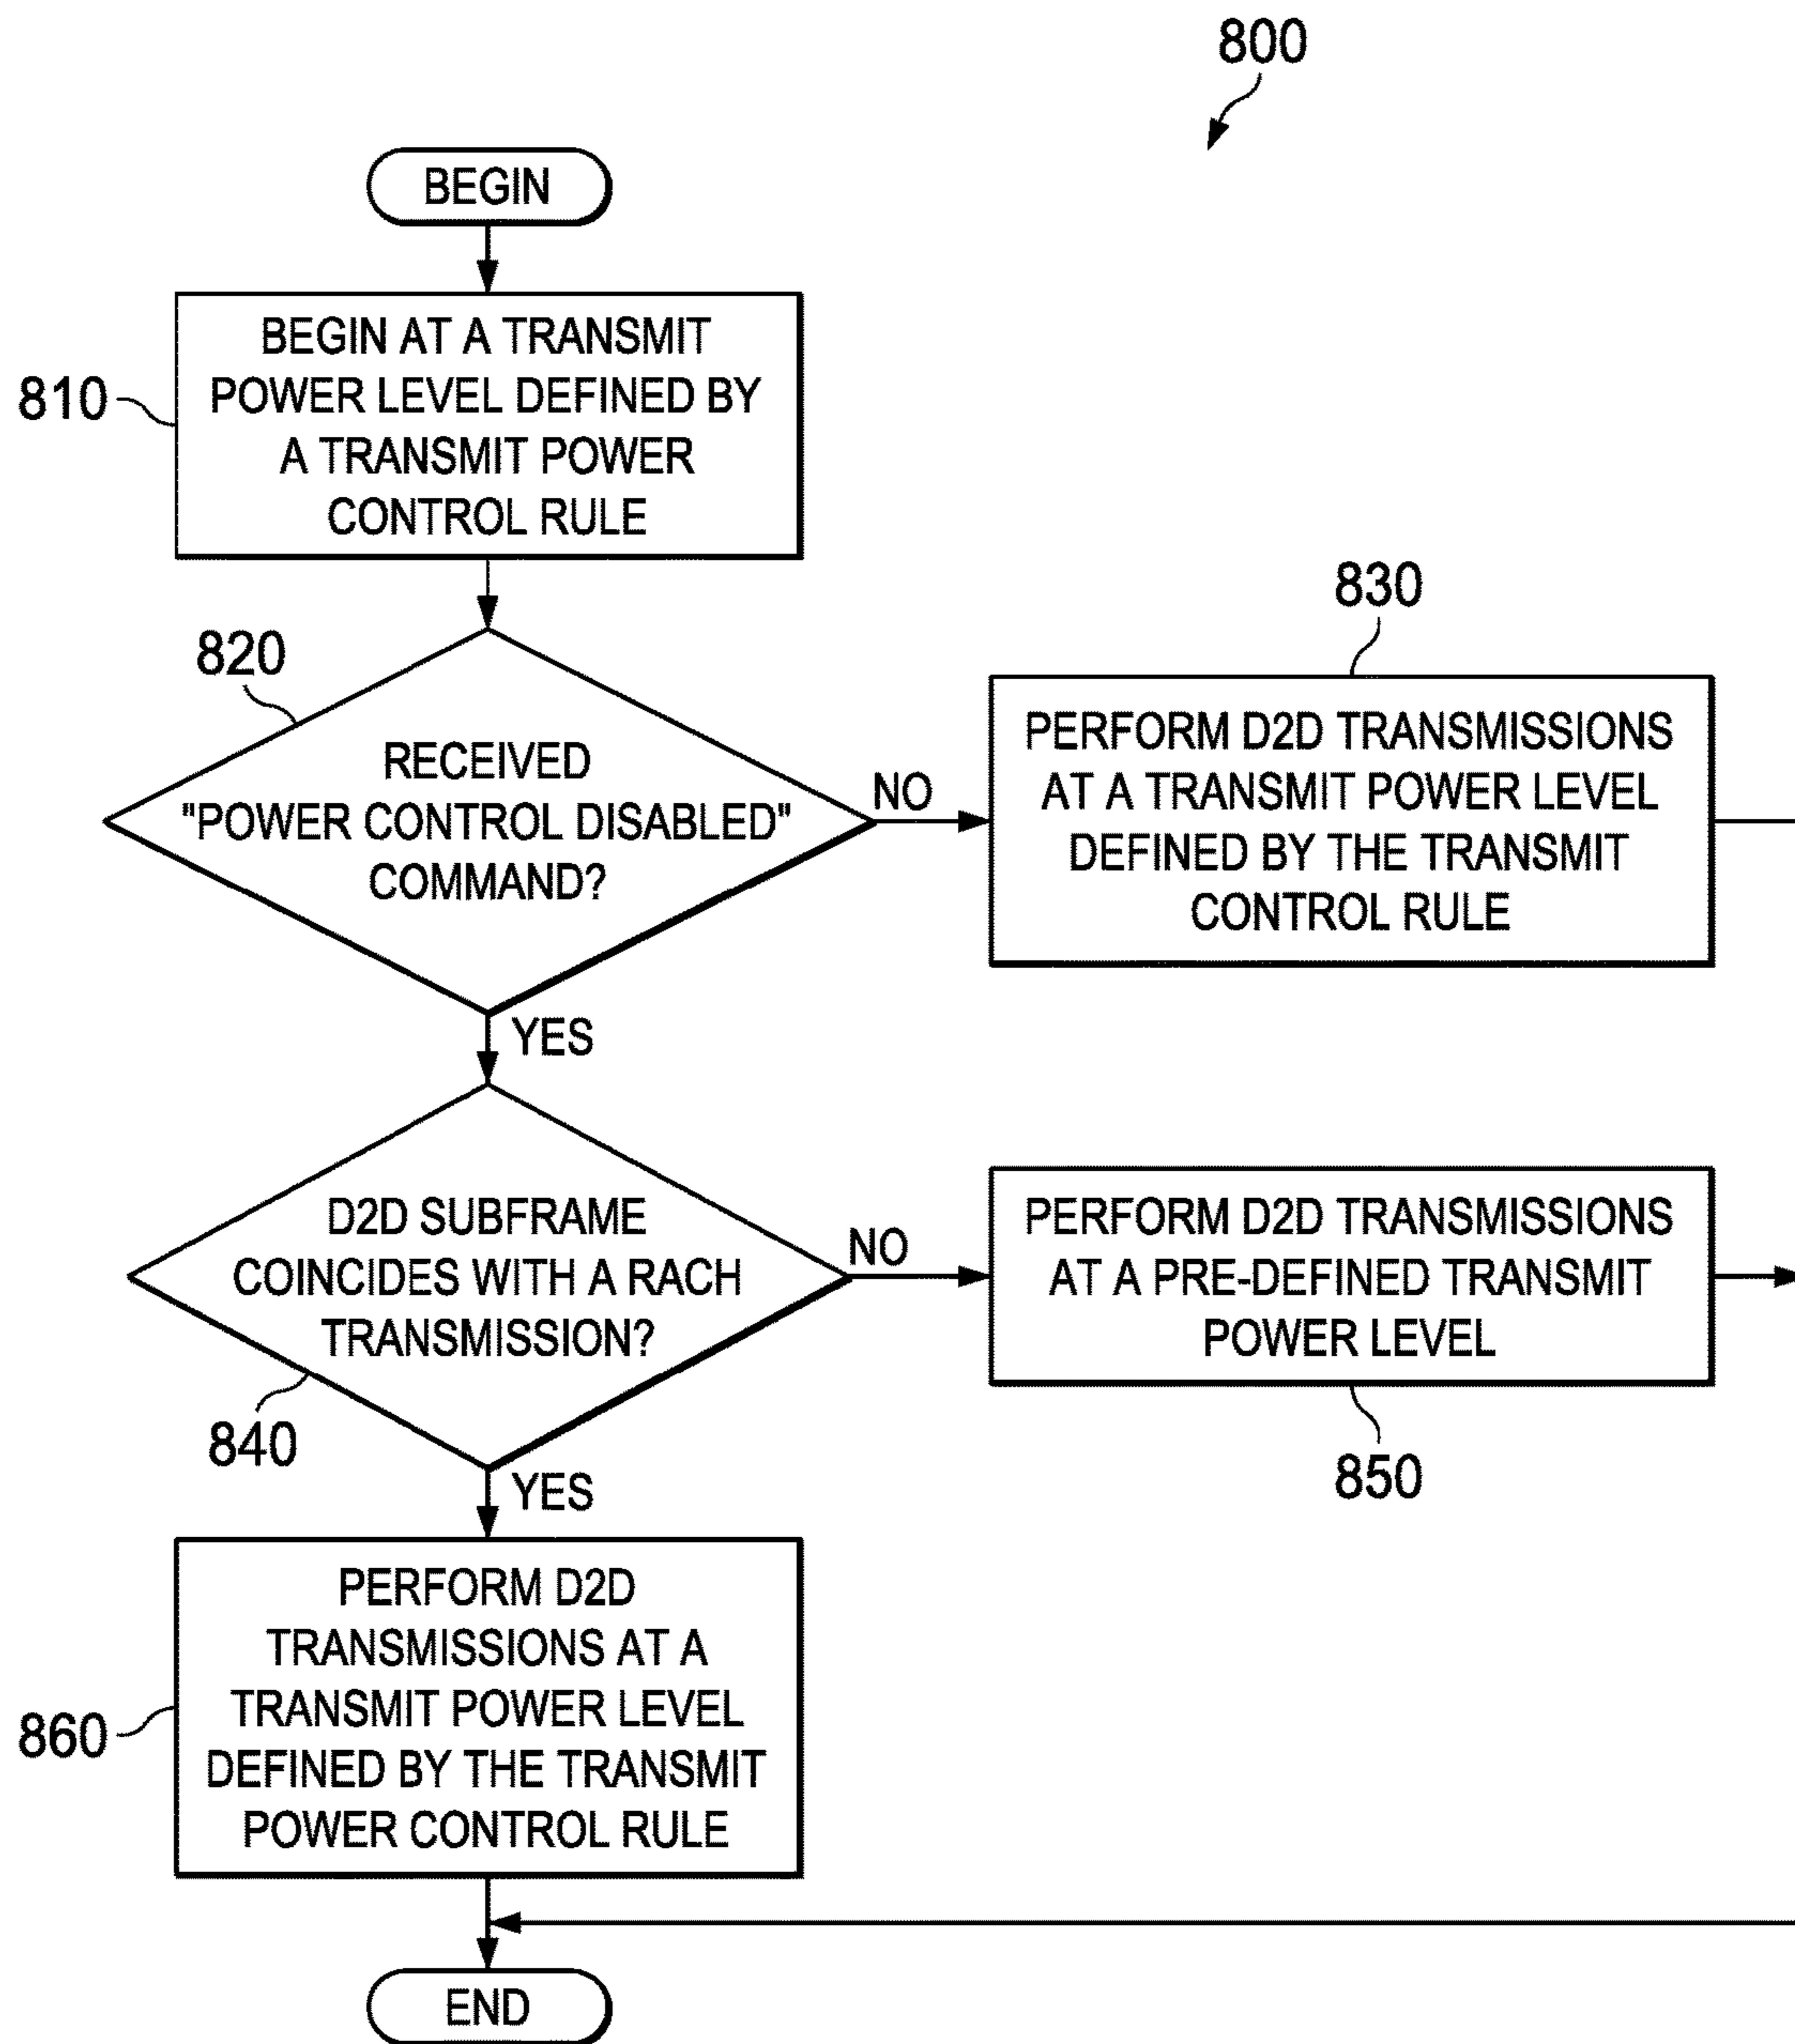 800
BEGIN
810
BEGIN AT A TRANSMIT
POWER LEVEL DEFINED BY
A TRANSMIT POWER
CONTROL RULE
820
RECEIVED
"POWER CONTROL DISABLED"
COMMAND?
NO
YES
830
PERFORM D2D TRANSMISSIONS
AT A TRANSMIT POWER LEVEL
DEFINED BY THE TRANSMIT
CONTROL RULE
840
D2D SUBFRAME
COINCIDES WITH A RACH
TRANSMISSION?
NO
YES
PERFORM D2D TRANSMISSIONS
AT A PRE-DEFINED TRANSMIT
POWER LEVEL
850
860
PERFORM D2D
TRANSMISSIONS AT A
TRANSMIT POWER LEVEL
DEFINED BY THE TRANSMIT
POWER CONTROL RULE
END